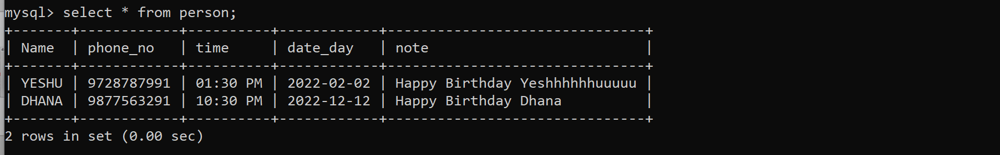 mysql> select * from person;
+-------+------------+----------+------------+-------------------------------+
| Name  | phone_no   | time     | date_day   | note                          |
+-------+------------+----------+------------+-------------------------------+
| YESHU | 9728787991 | 01:30 PM | 2022-02-02 | Happy Birthday Yeshhhhhhuuuuu |
| DHANA | 9877563291 | 10:30 PM | 2022-12-12 | Happy Birthday Dhana          |
+-------+------------+----------+------------+-------------------------------+
2 rows in set (0.00 sec)